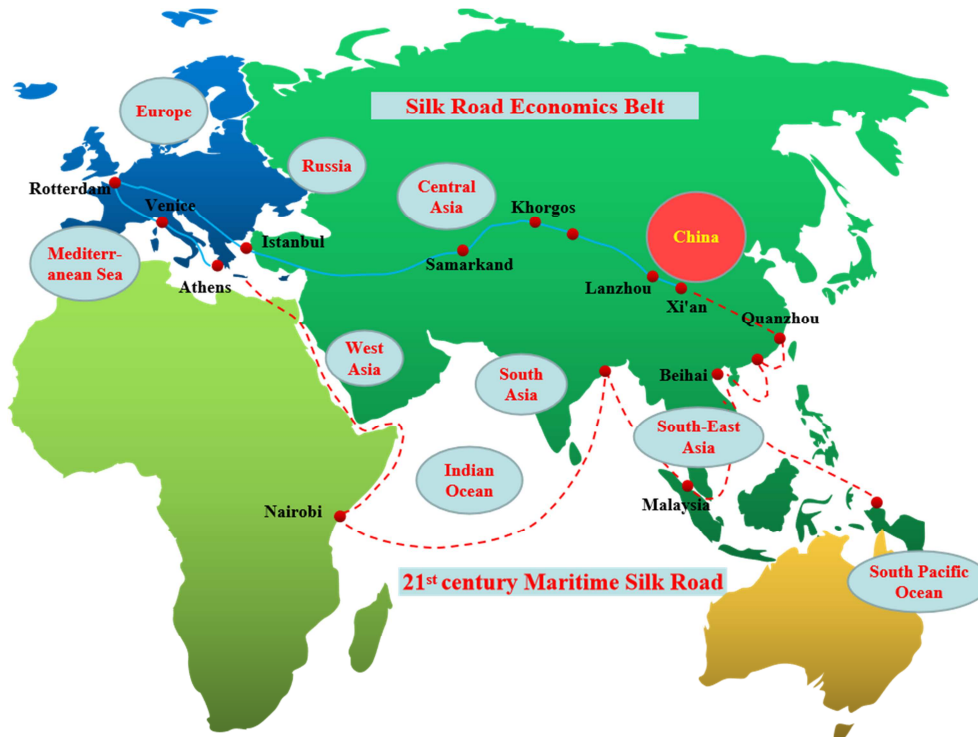 Silk Road Economics Belt
Europe
Russia
Rotterdam
Central
Asia
Venice
Khorgos
China
Istanbul
Mediterr-
anean Sea
Samarkand
Athens
Lanzhou
Xi'an
Quanzhou
West
Asia
South
Asia
Beihai
South-East
Asia
Indian
Ocean
Malaysia
Nairobi
21st century Maritime Silk Road
South Pacific
Ocean